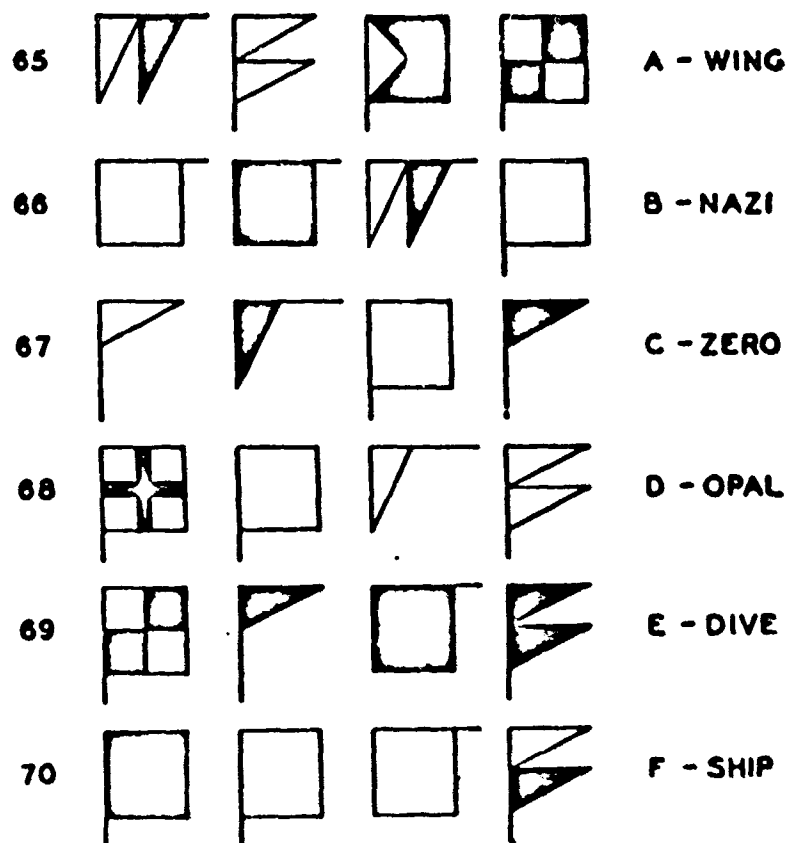 65 A - WING
66 B - NAZI
67 C - ZERO
68 D - OPAL
69 E - DIVE
70 F - SHIP